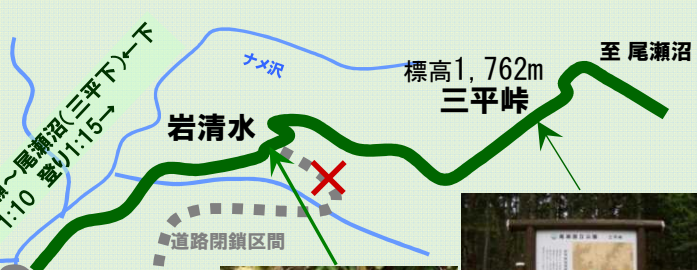 至 尾瀬沼
ナメ沢
標高1,762m
三平峠
岩清水
瀬～尾瀬沼(三平下)←下
1:10 登り1:15→
道路閉鎖区間